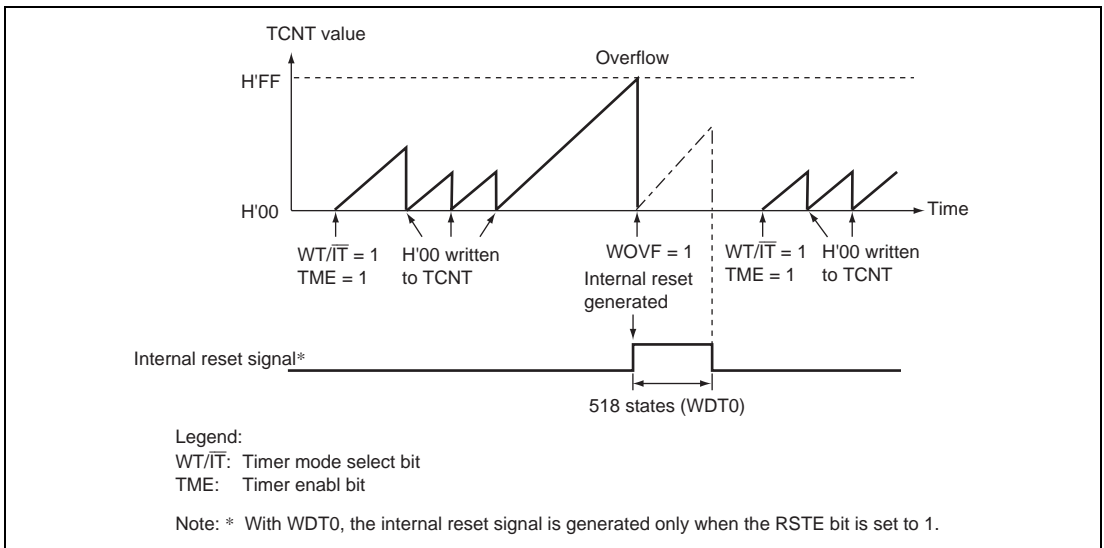 TCNT value
Overflow
H'FF
H'00
Time
WT/IT = 1
TME = 1
H'00 written
to TCNT
WOVF = 1
Internal reset
generated
WT/IT = 1
TME = 1
H'00 written
to TCNT
Internal reset signal*
518 states (WDT0)
Legend:
WT/IT: Timer mode select bit
TME: Timer enabl bit
Note: * With WDT0, the internal reset signal is generated only when the RSTE bit is set to 1.